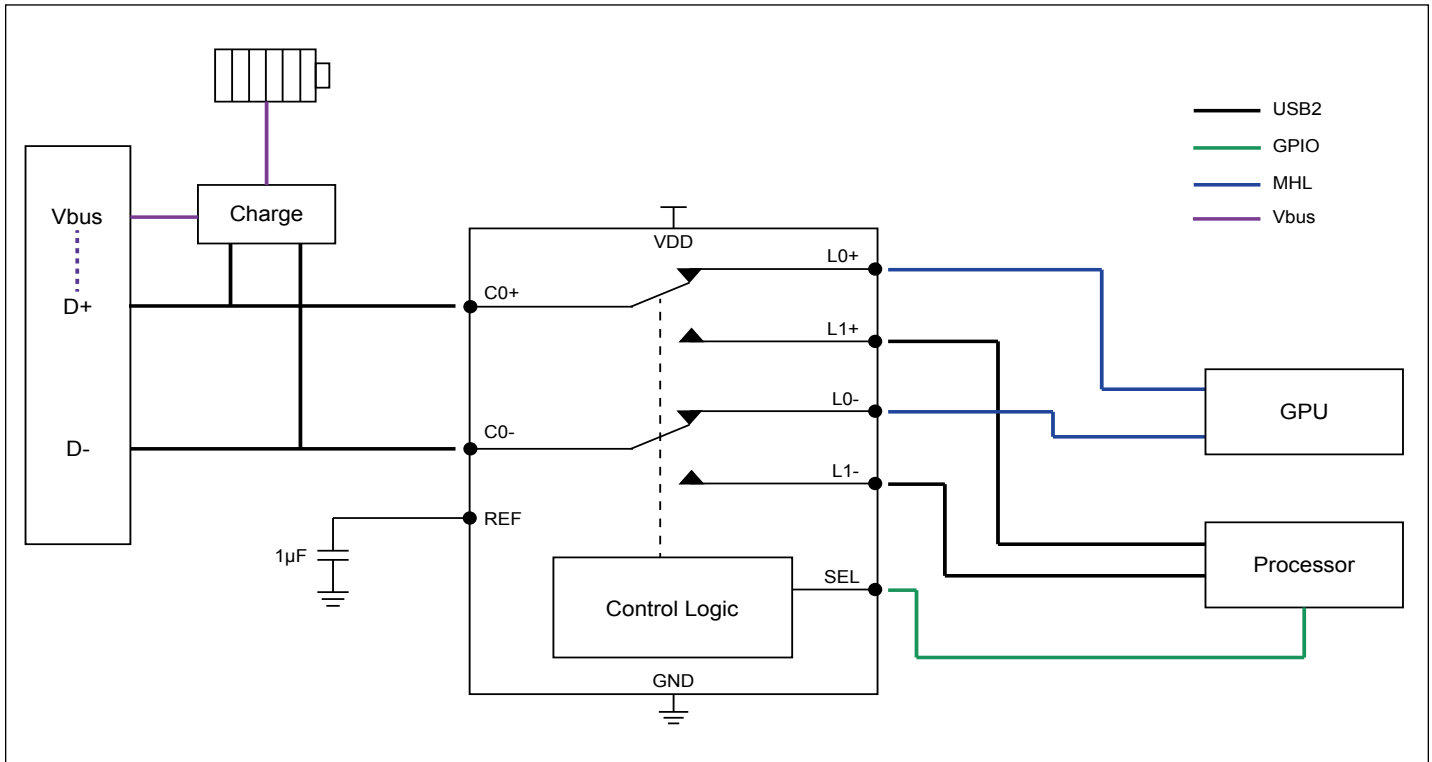 USB2
GPIO
MHL
Vbus
Vbus
D+
D-
Charge
VDD
C0+
C0-
REF
1µF
L0+
L1+
L0-
L1-
SEL
Control Logic
GND
GPU
Processor